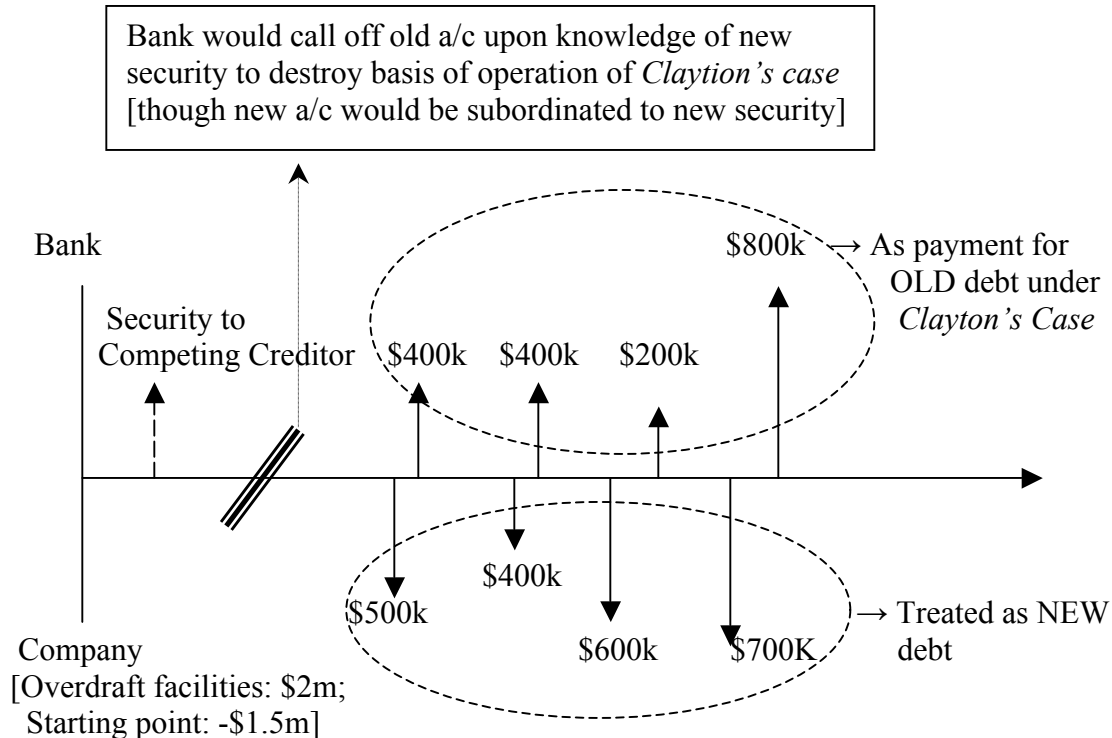 Bank would call off old a/c upon knowledge of new
security to destroy basis of operation of Claytion’s case
[though new a/c would be subordinated to new security]
Bank
$800k
→ As payment for
OLD debt under
Clayton’s Case
Security to
Competing Creditor
$400k
$400k
$200k
$500k
$400k
$600k
$700K
→ Treated as NEW
debt
Company
[Overdraft facilities: $2m;
Starting point: -$1.5m]